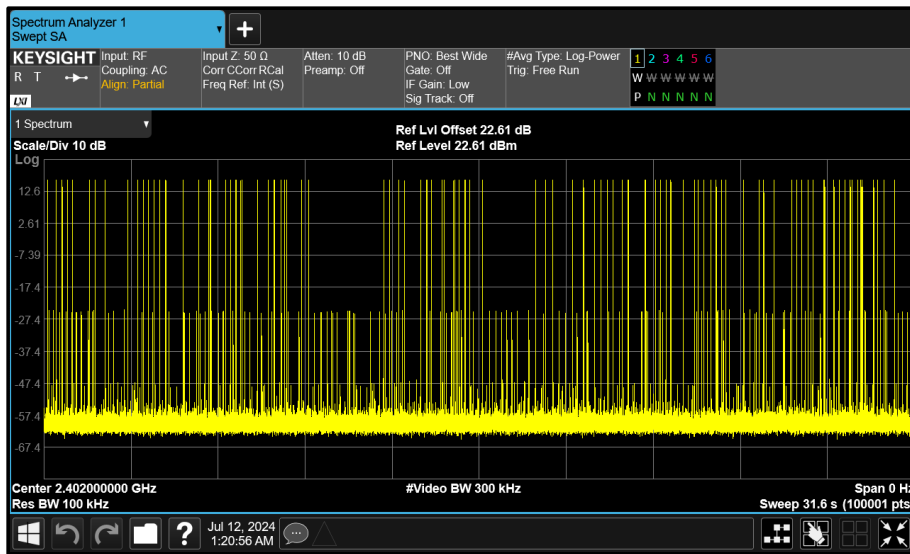 Spectrum Analyzer 1
Swept SA
+
KEYSIGHT
R T
LXI
Input: RF
Coupling: AC
Align: Partial
Input Z: 50 Ω
Corr CCorr RCal
Freq Ref: Int (S)
Atten: 10 dB
Preamp: Off
PNO: Best Wide
Gate: Off
IF Gain: Low
Sig Track: Off
#Avg Type: Log-Power
Trig: Free Run
1 2 3 4 5 6
W W W W W W
P N N N N N
1 Spectrum
Scale/Div 10 dB
Ref Lvl Offset 22.61 dB
Ref Level 22.61 dBm
Log
12.6
2.61
-7.39
-17.4
-27.4
-37.4
-47.4
-57.4
-67.4
Center 2.402000000 GHz
Res BW 100 kHz
#Video BW 300 kHz
Span 0 Hz
Sweep 31.6 s (100001 pts
?
Jul 12, 2024
1:20:56 AM